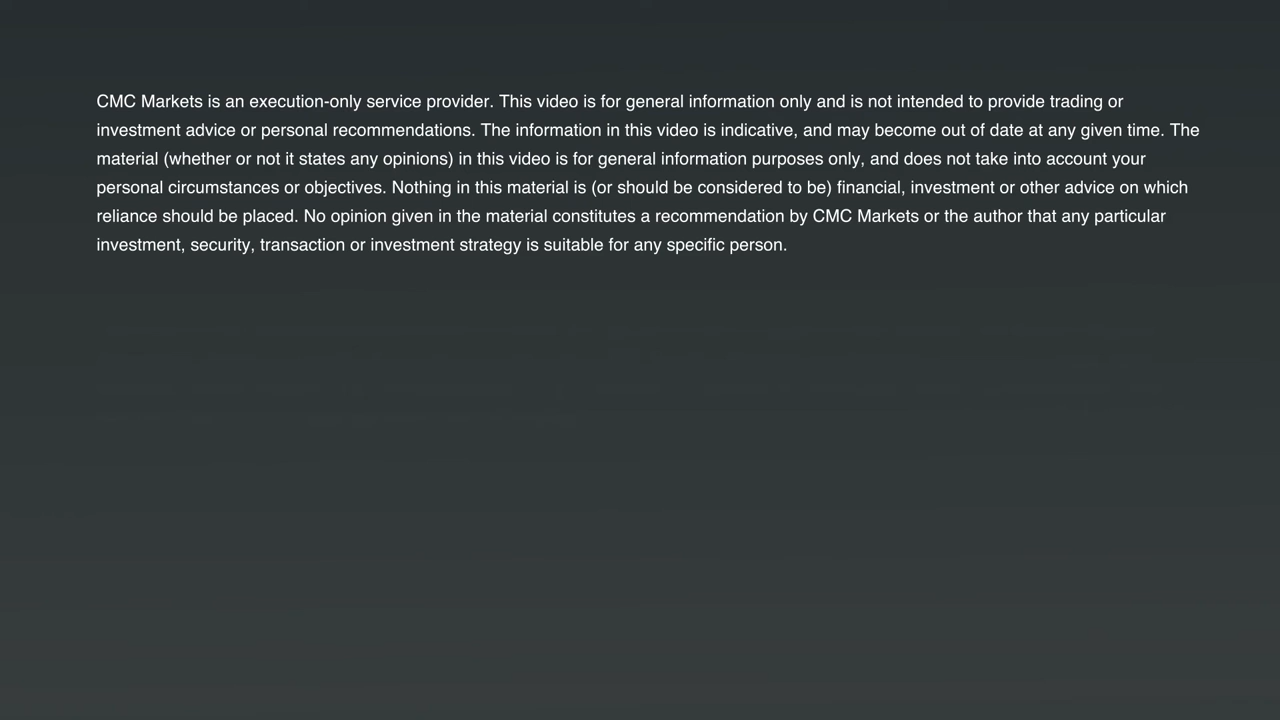 CMC Markets is an execution-only service provider. This video is for general information only and is not intended to provide trading or
investment advice or personal recommendations. The information in this video is indicative, and may become out of date at any given time. The
material (whether or not it states any opinions) in this video is for general information purposes only, and does not take into account your
personal circumstances or objectives. Nothing in this material is (or should be considered to be) financial, investment or other advice on which
reliance should be placed. No opinion given in the material constitutes a recommendation by CMC Markets or the author that any particular
investment, security, transaction or investment strategy is suitable for any specific person.